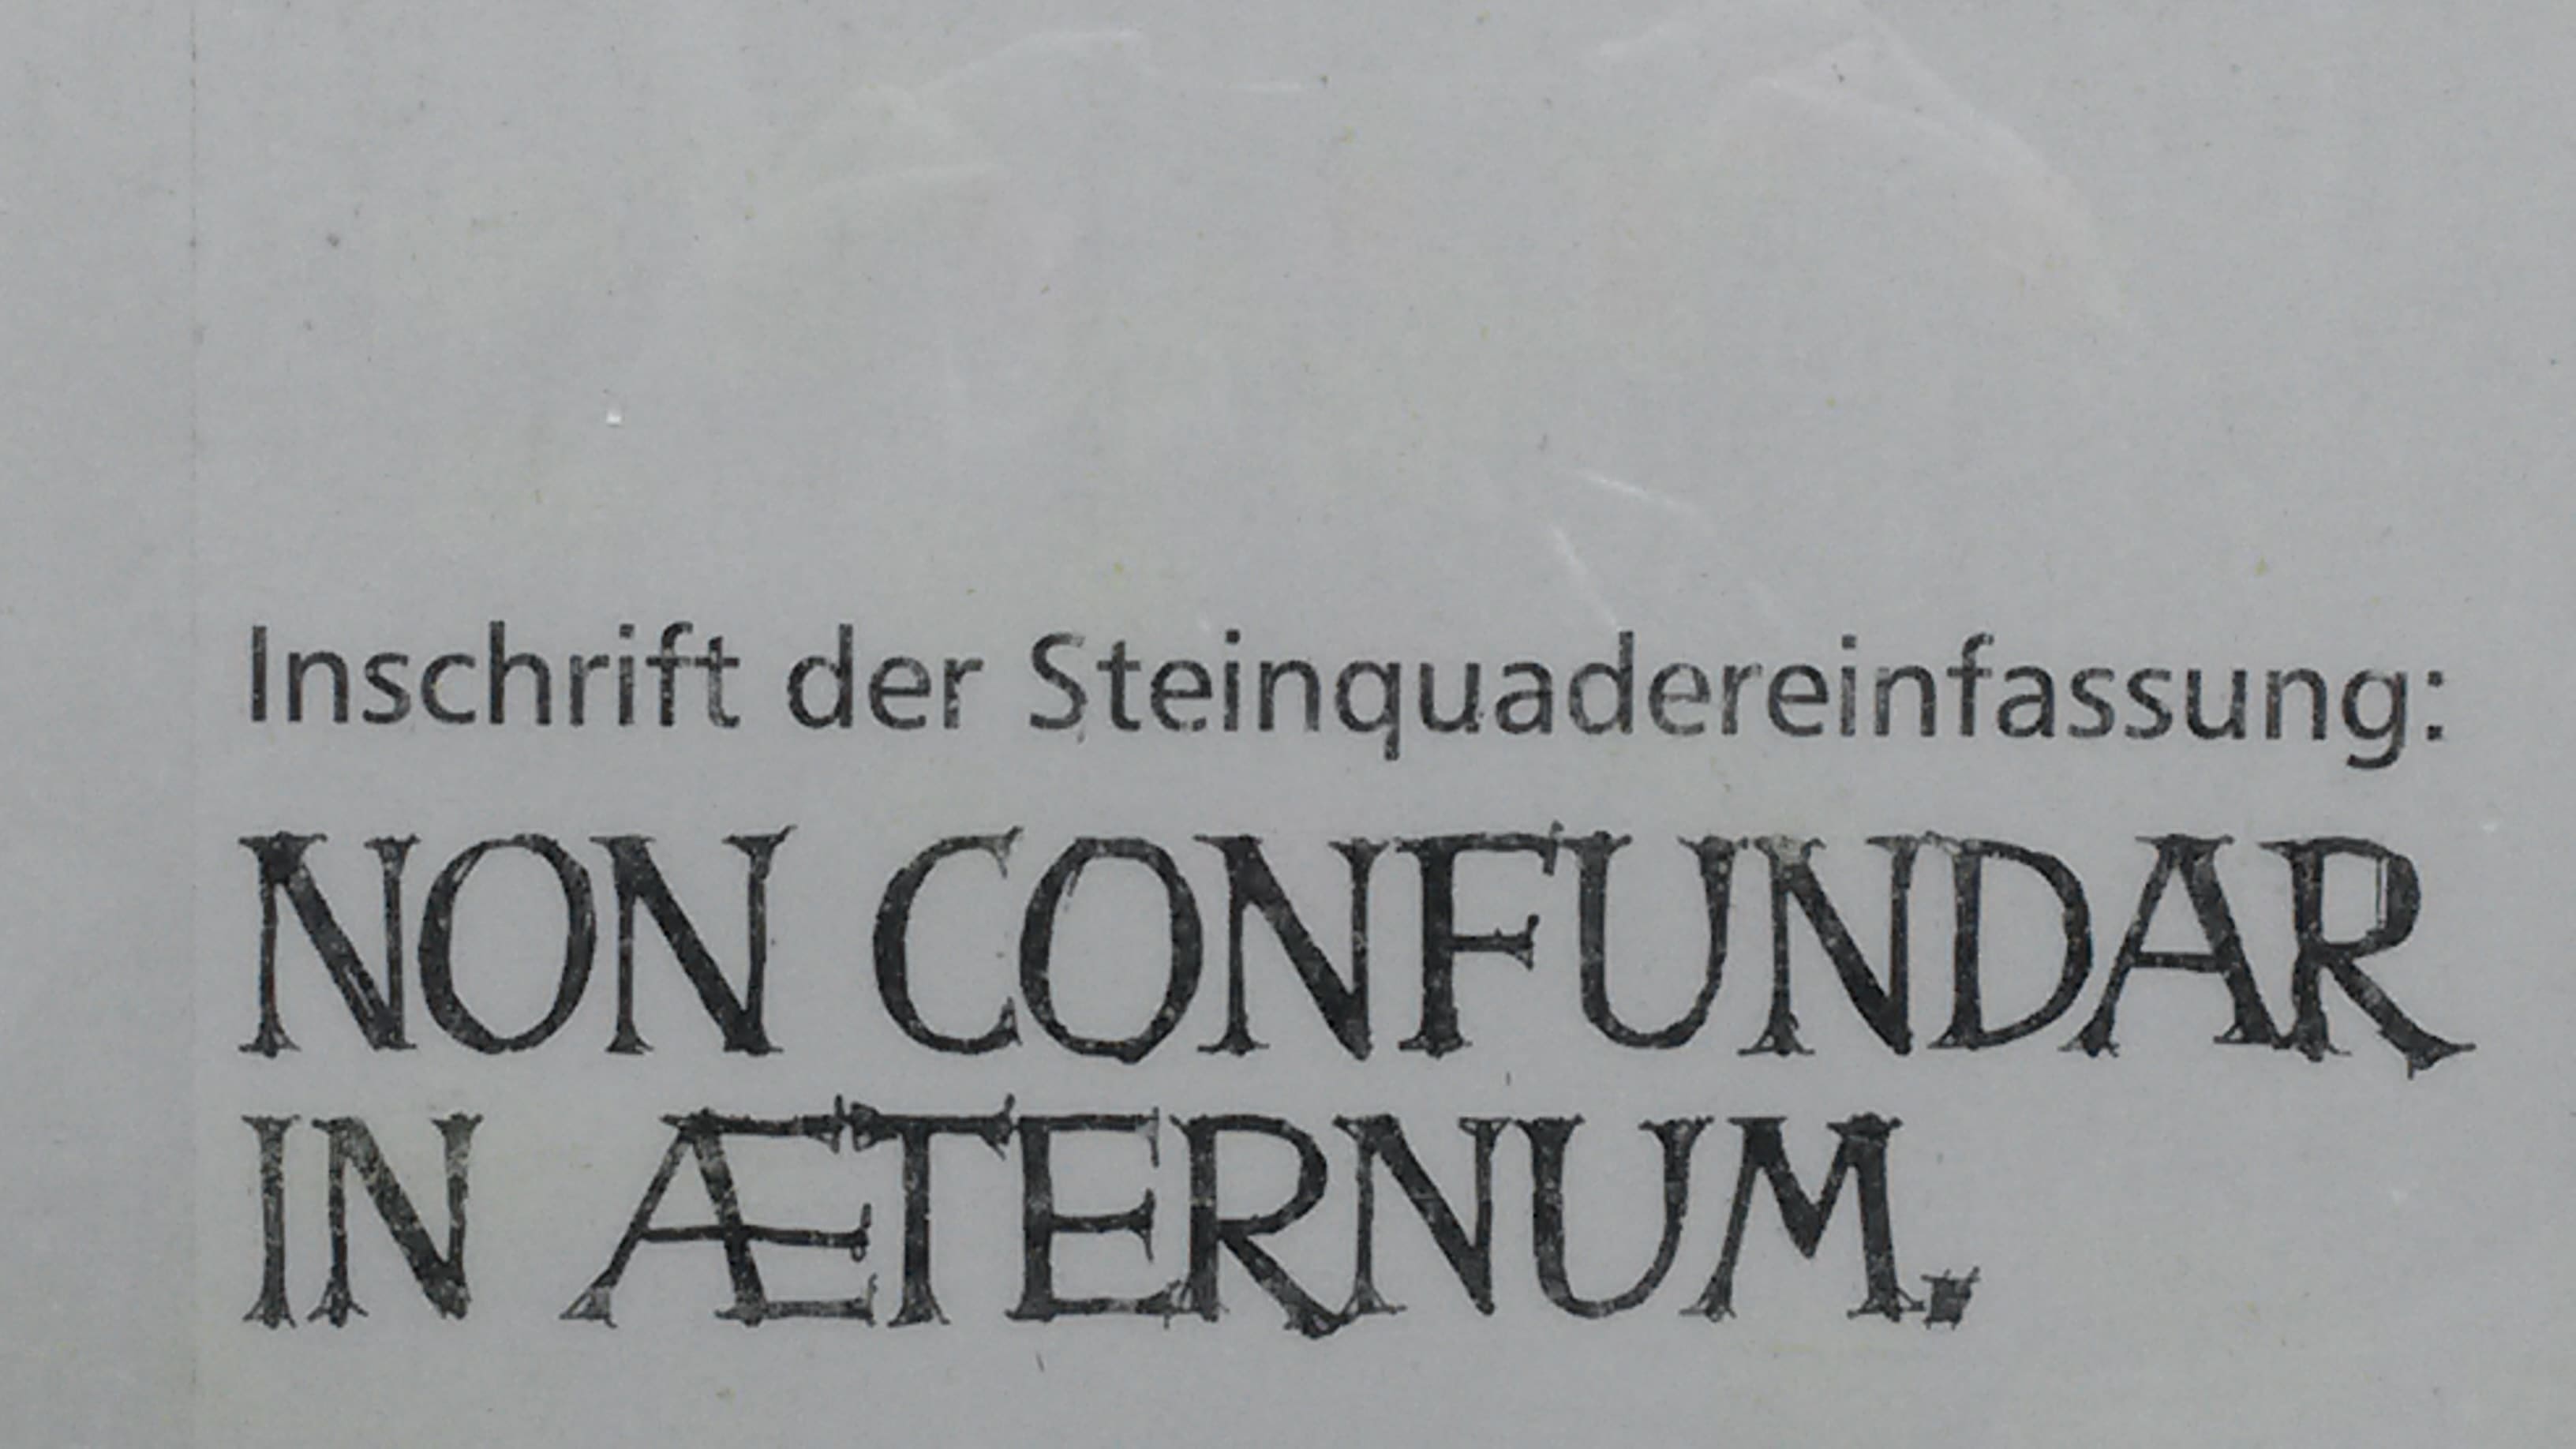 Inschrift der Steinquadereinfassung:
NON CONFUNDAR
IN ÆTERNUM.